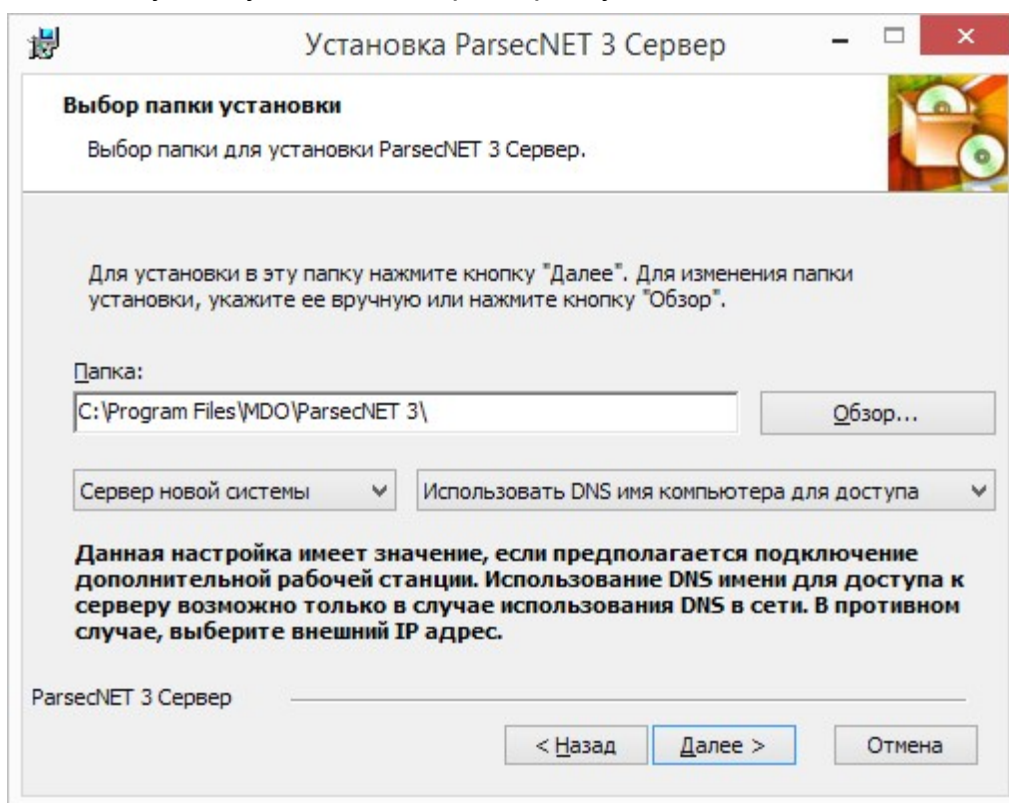 Установка ParsecNET 3 Сервер
Выбор папки установки
Выбор папки для установки ParsecNET 3 Сервер.
Для установки в эту папку нажмите кнопку "Далее". Для изменения папки
установки, укажите ее вручную или нажмите кнопку "Обзор".
Папка:
C:\Program Files\MDO\ParsecNET 3\
Обзор...
Сервер новой системы
Использовать DNS имя компьютера для доступа
Данная настройка имеет значение, если предполагается подключение
дополнительной рабочей станции. Использование DNS имени для доступа к
серверу возможно только в случае использования DNS в сети. В противном
случае, выберите внешний IP адрес.
ParsecNET 3 Сервер
< Назад
Далее >
Отмена